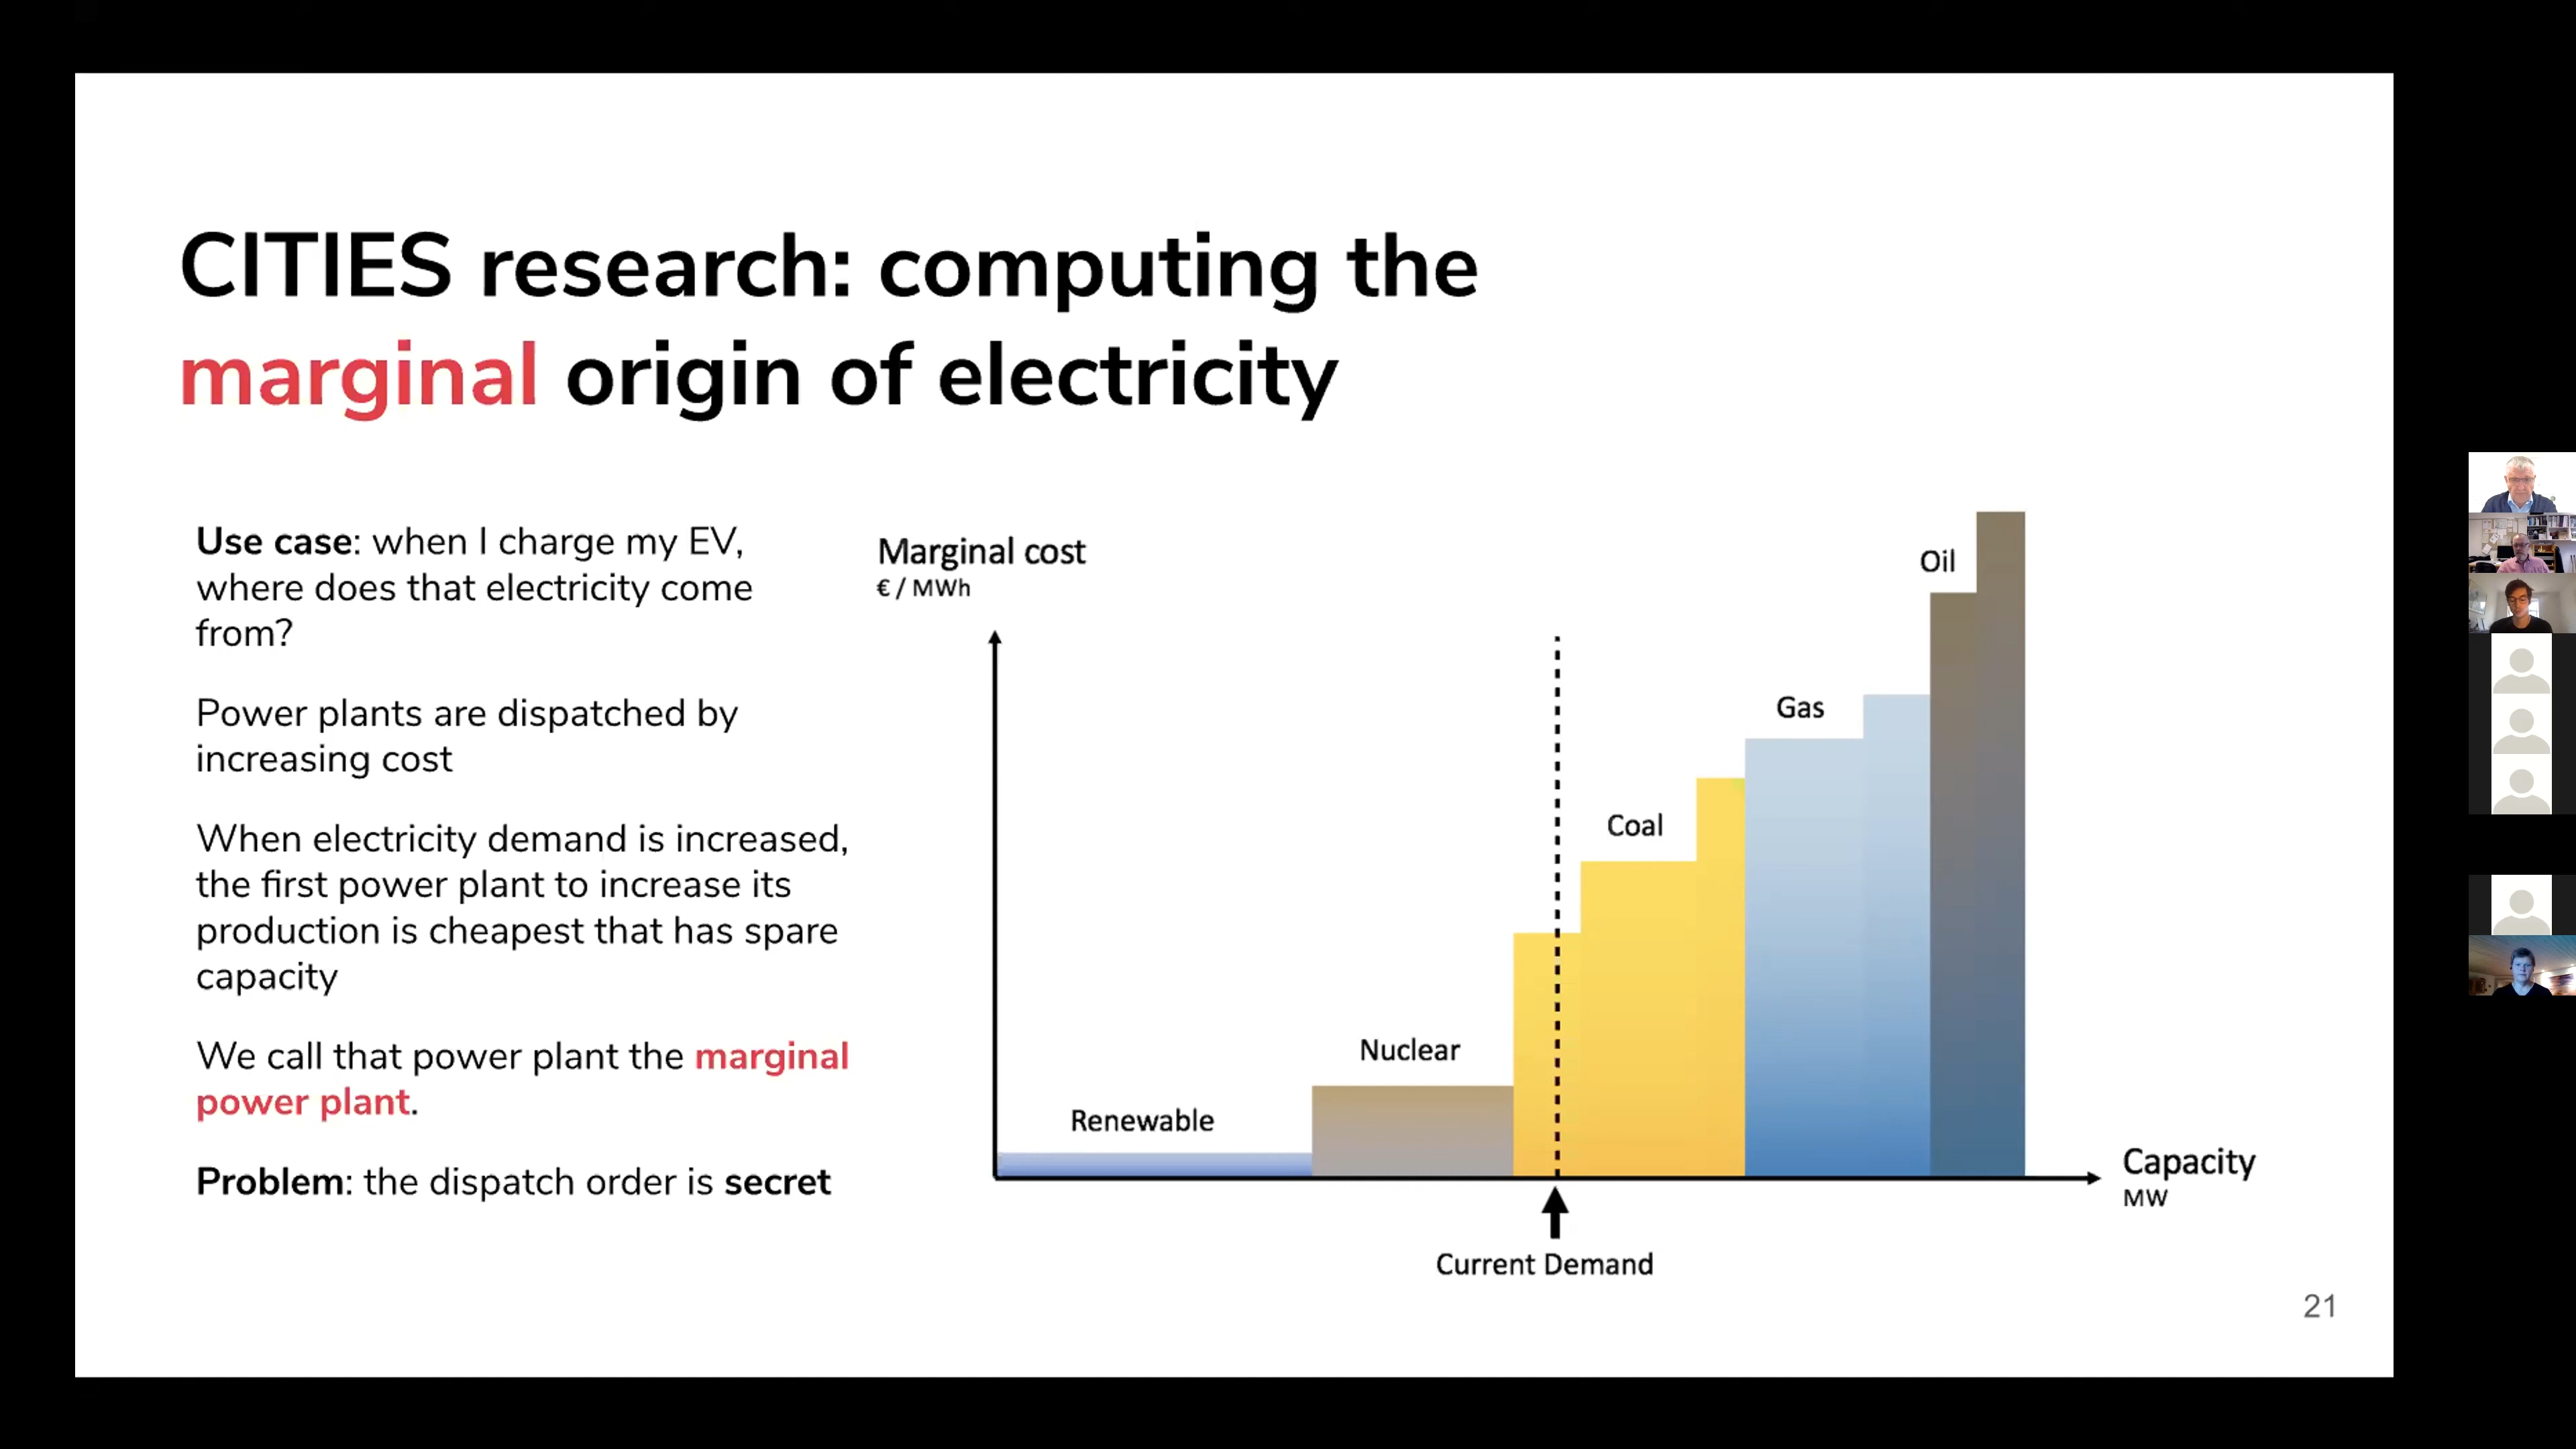 CITIES research: computing the
marginal origin of electricity
Use case: when I charge my EV,
where does that electricity come
from?
Power plants are dispatched by
increasing cost
When electricity demand is increased,
the first power plant to increase its
production is cheapest that has spare
capacity
We call that power plant the marginal
power plant.
Problem: the dispatch order is secret
Marginal cost
€ / MWh
Renewable
Nuclear
Coal
Gas
Oil
Capacity
MW
Current Demand
21